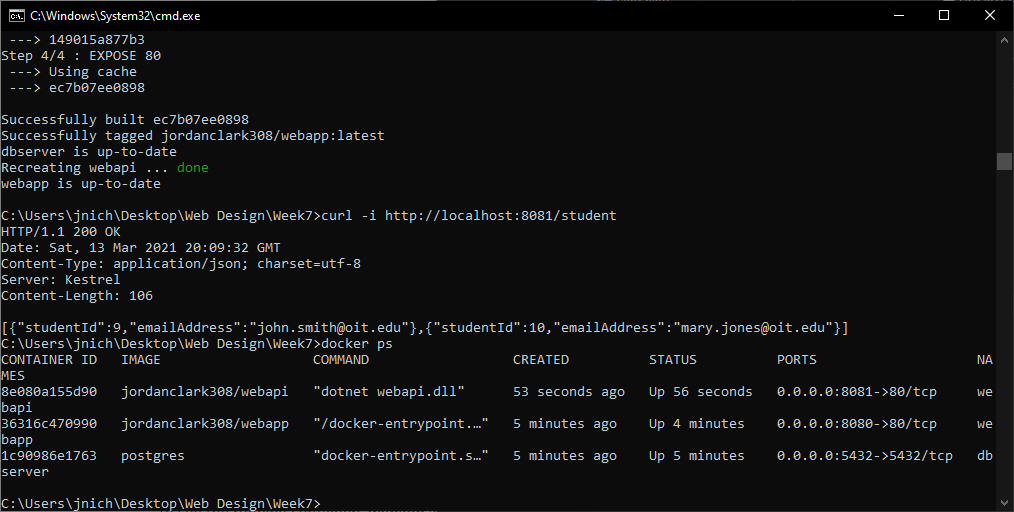 C:\Windows\System32\cmd.exe
---> 149015a877b3
Step 4/4 : EXPOSE 80
---> Using cache
---> ec7b07ee0898
Successfully built ec7b07ee0898
Successfully tagged jordanclark308/webapp:latest
dbserver is up-to-date
Recreating webapi ... done
webapp is up-to-date
C:\Users\jnich\Desktop\Web Design\Week7>curl -i http://localhost:8081/student
HTTP/1.1 200 OK
Date: Sat, 13 Mar 2021 20:09:32 GMT
Content-Type: application/json; charset=utf-8
Server: Kestrel
Content-Length: 106
[{"studentId":9,"emailAddress":"john.smith@oit.edu"},{"studentId":10,"emailAddress":"mary.jones@oit.edu"}]
C:\Users\jnich\Desktop\Web Design\Week7>docker ps
CONTAINER ID   IMAGE                   COMMAND                  CREATED          STATUS          PORTS                    NA
MES
8e080a155d90   jordanclark308/webapi   "dotnet webapi.dll"      53 seconds ago   Up 56 seconds   0.0.0.0:8081->80/tcp     we
bapi
36316c470990   jordanclark308/webapp   "/docker-entrypoint.…"   5 minutes ago    Up 4 minutes    0.0.0.0:8080->80/tcp     we
bapp
1c90986e1763   postgres                "docker-entrypoint.s…"   5 minutes ago    Up 5 minutes    0.0.0.0:5432->5432/tcp   db
server
C:\Users\jnich\Desktop\Web Design\Week7>